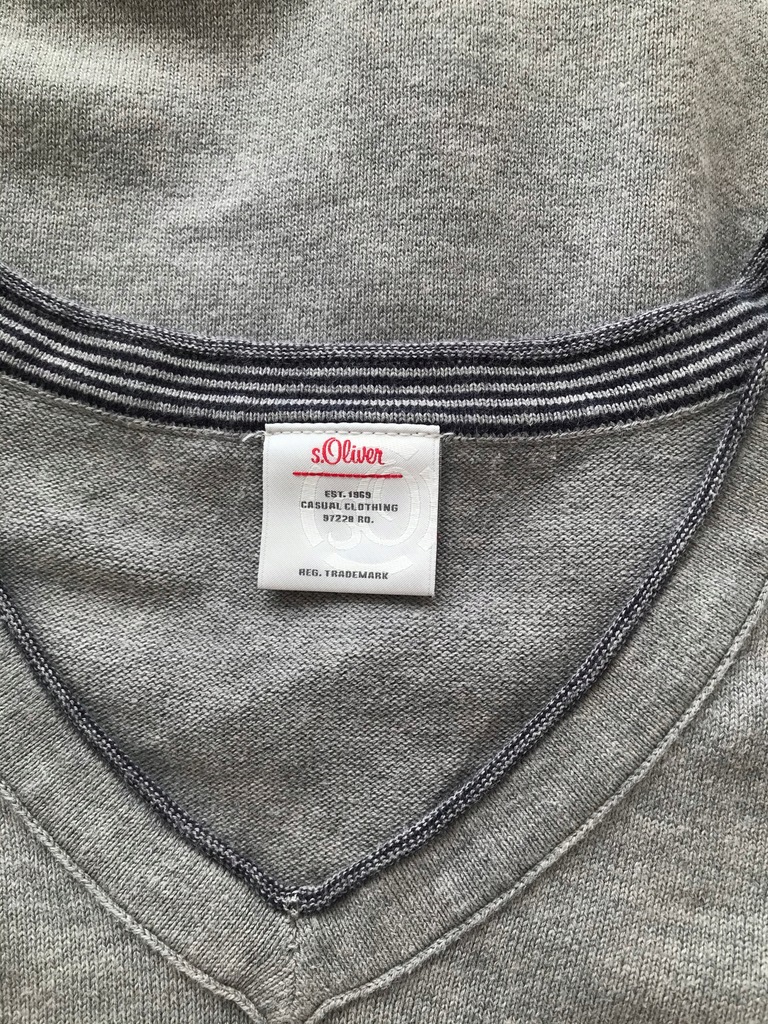 s.Oliver
EST. 1969
CASUAL CLOTHING
97228 RO.
REG. TRADEMARK